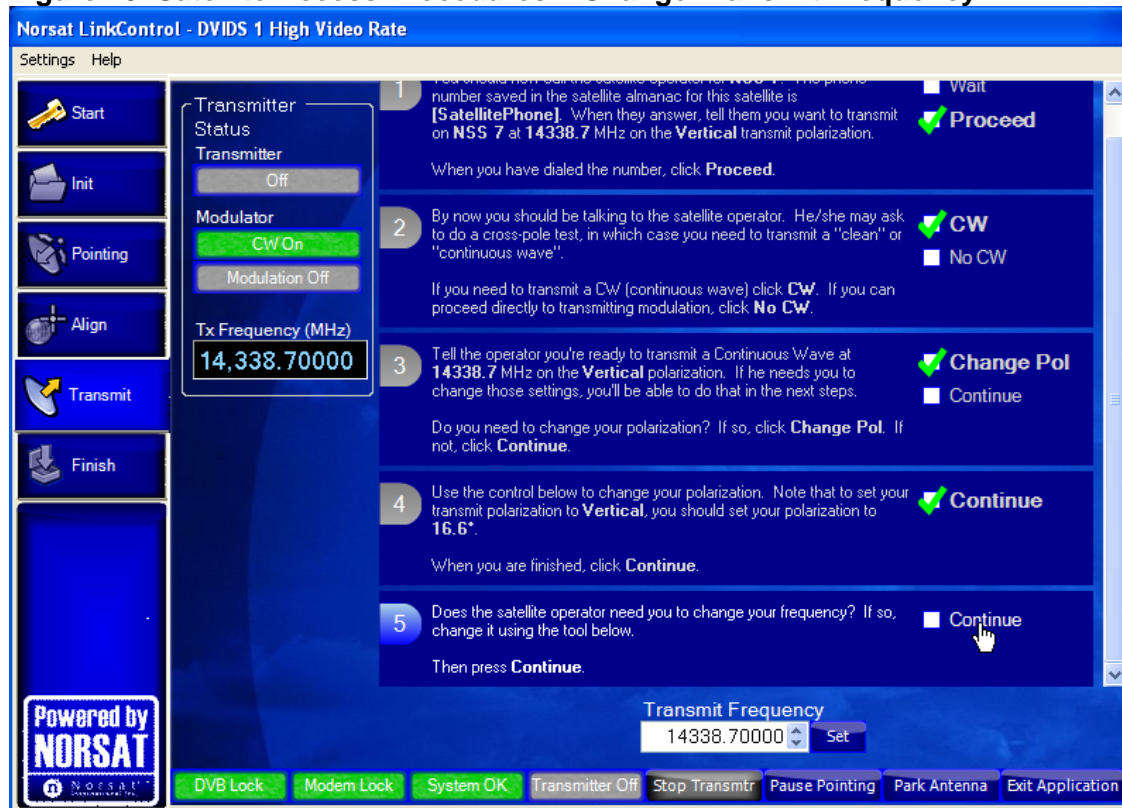 Norsat LinkControl - DVIDS 1 High Video Rate
Settings Help
Start
Init
Pointing
Align
Transmit
Finish
Transmitter
Status
Transmitter
Off
Modulator
CW On
Modulation Off
Tx Frequency (MHz)
14,338.70000
1
number saved in the satellite almanac for this satellite is
[SatellitePhone]. When they answer, tell them you want to transmit
on NSS 7 at 14338.7 MHz on the Vertical transmit polarization.
When you have dialed the number, click Proceed.
Wait
Proceed
2
By now you should be talking to the satellite operator. He/she may ask
to do a cross-pole test, in which case you need to transmit a "clean" or
"continuous wave".
If you need to transmit a CW (continuous wave) click CW. If you can
proceed directly to transmitting modulation, click No CW.
CW
No CW
3
Tell the operator you're ready to transmit a Continuous Wave at
14338.7 MHz on the Vertical polarization. If he needs you to
change those settings, you'll be able to do that in the next steps.
Do you need to change your polarization? If so, click Change Pol. If
not, click Continue.
Change Pol
Continue
4
Use the control below to change your polarization. Note that to set your
transmit polarization to Vertical, you should set your polarization to
16.6°.
When you are finished, click Continue.
Continue
5
Does the satellite operator need you to change your frequency? If so,
change it using the tool below.
Then press Continue.
Continue
Transmit Frequency
14338.70000 Set
Powered by
NORSAT
Norsat
DVB Lock Modem Lock System OK Transmitter Off Stop Transmtr Pause Pointing Park Antenna Exit Application